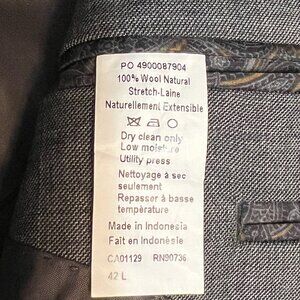 PO 4900087904
100% Wool Natural
Stretch-Laine
Naturellement Extensible
Dry clean only
Low moisture
Utility press
Nettoyage à sec
seulement
Repasser à basse
température
Made in Indonesia
Fait en Indonésie
CA01129 RN90736
42 L